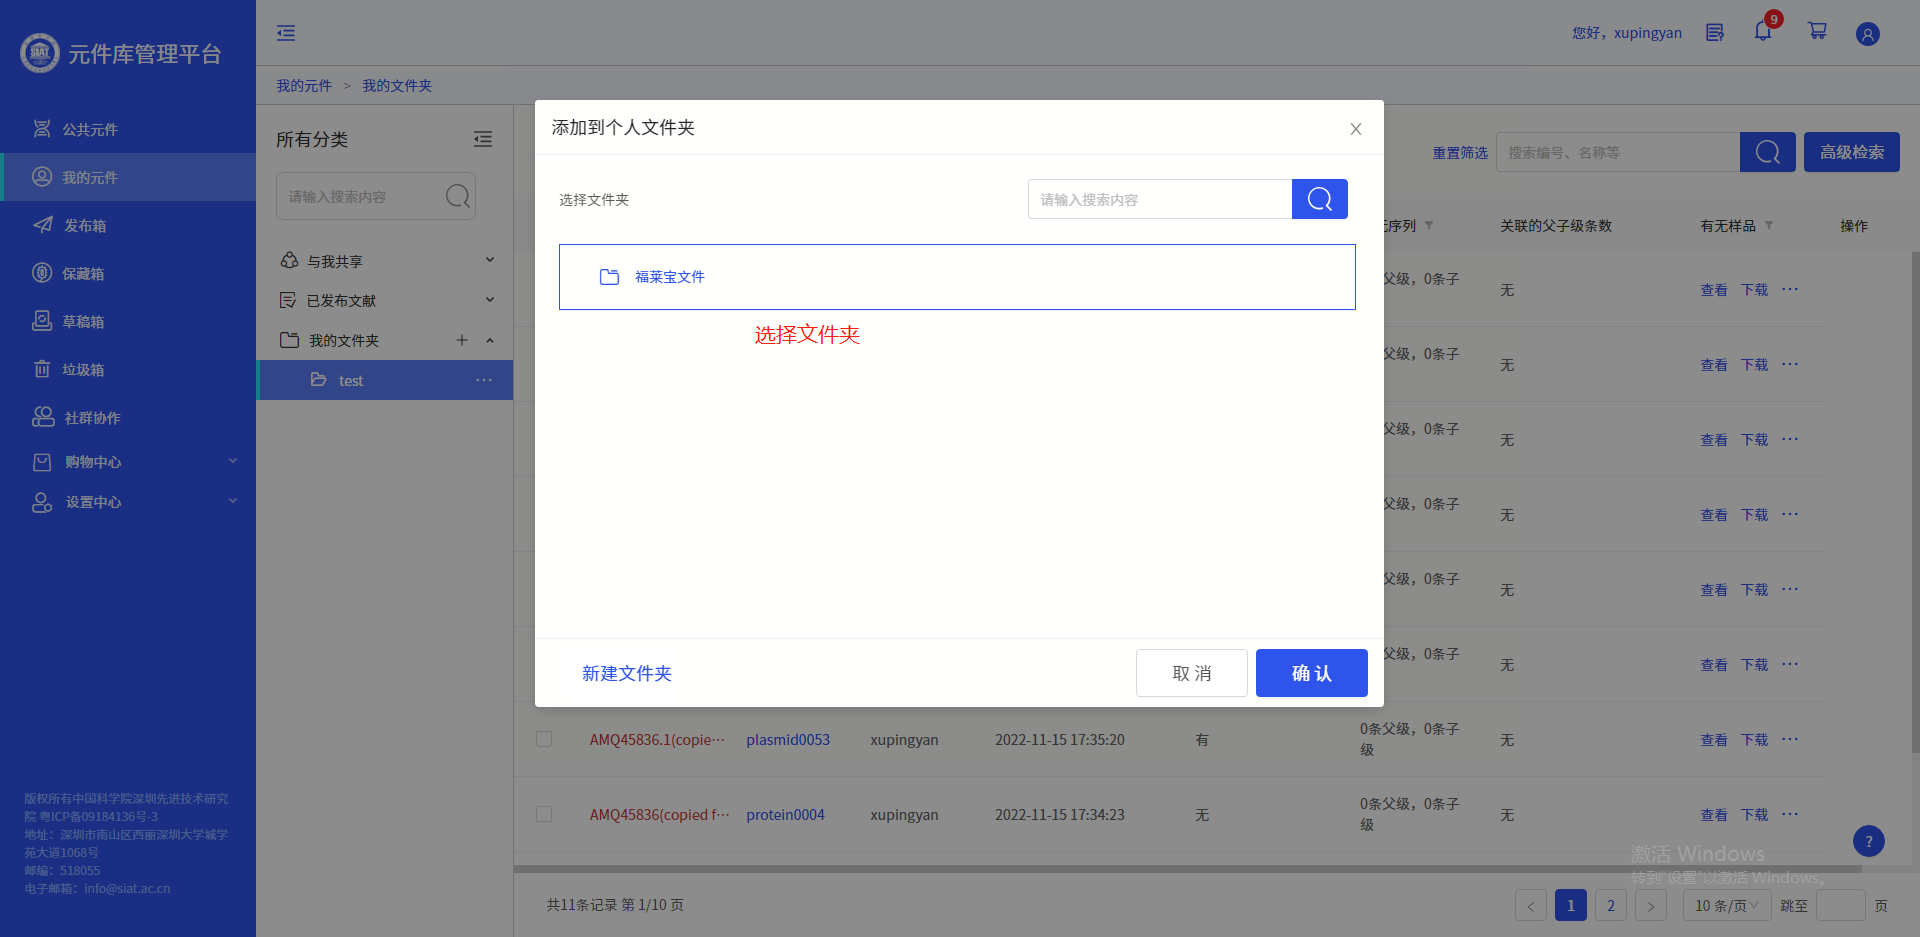 元件库管理平台
公共元件
我的元件
发布箱
保藏箱
草稿箱
垃圾箱
社群协作
购物中心
设置中心
版权所有中国科学院深圳先进技术研究
院 粤ICP备09184136号-3
地址：深圳市南山区西丽深圳大学城学
苑大道1068号
邮编：518055
电子邮箱：info@siat.ac.cn
您好，xupingyan
9
我的元件 > 我的文件夹
所有分类
请输入搜索内容
与我共享
已发布文献
我的文件夹
test
重置筛选 搜索编号、名称等 高级检索
序列 关联的父子级条数 有无样品 操作
父级，0条子 无 查看 下载 ···
父级，0条子 无 查看 下载 ···
父级，0条子 无 查看 下载 ···
父级，0条子 无 查看 下载 ···
父级，0条子 无 查看 下载 ···
父级，0条子 无 查看 下载 ···
添加到个人文件夹
选择文件夹 请输入搜索内容
福莱宝文件
选择文件夹
新建文件夹 取 消 确 认
AMQ45836.1(copie··· plasmid0053 xupingyan 2022-11-15 17:35:20 有 0条父级，0条子
级 无 查看 下载 ···
AMQ45836(copied f··· protein0004 xupingyan 2022-11-15 17:34:23 无 0条父级，0条子
级 无 查看 下载 ···
?
激活 Windows
转到“设置”以激活 Windows。
共11条记录 第 1/10 页
< 1 2 > 10 条/页 跳至 页